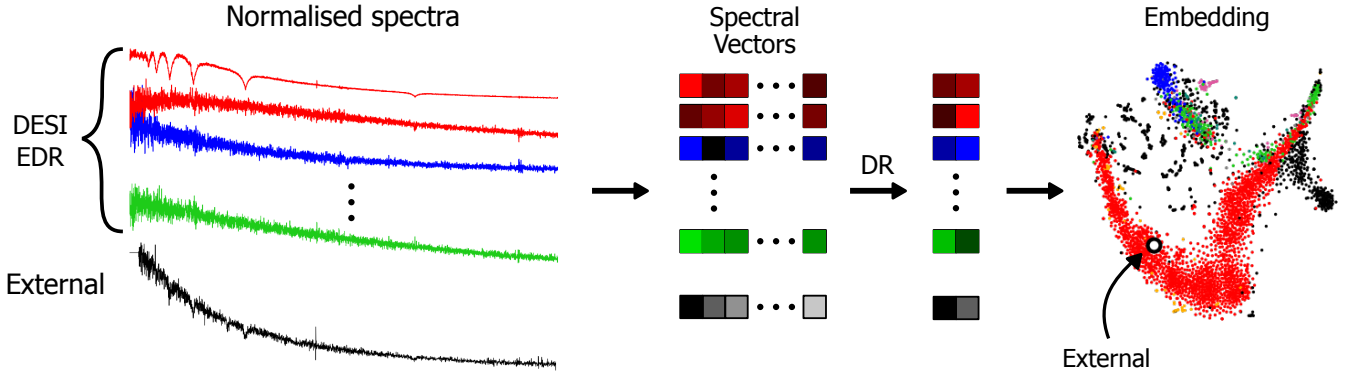 Normalised spectra
Spectral
Vectors
Embedding
DESI
EDR
DR
External
External